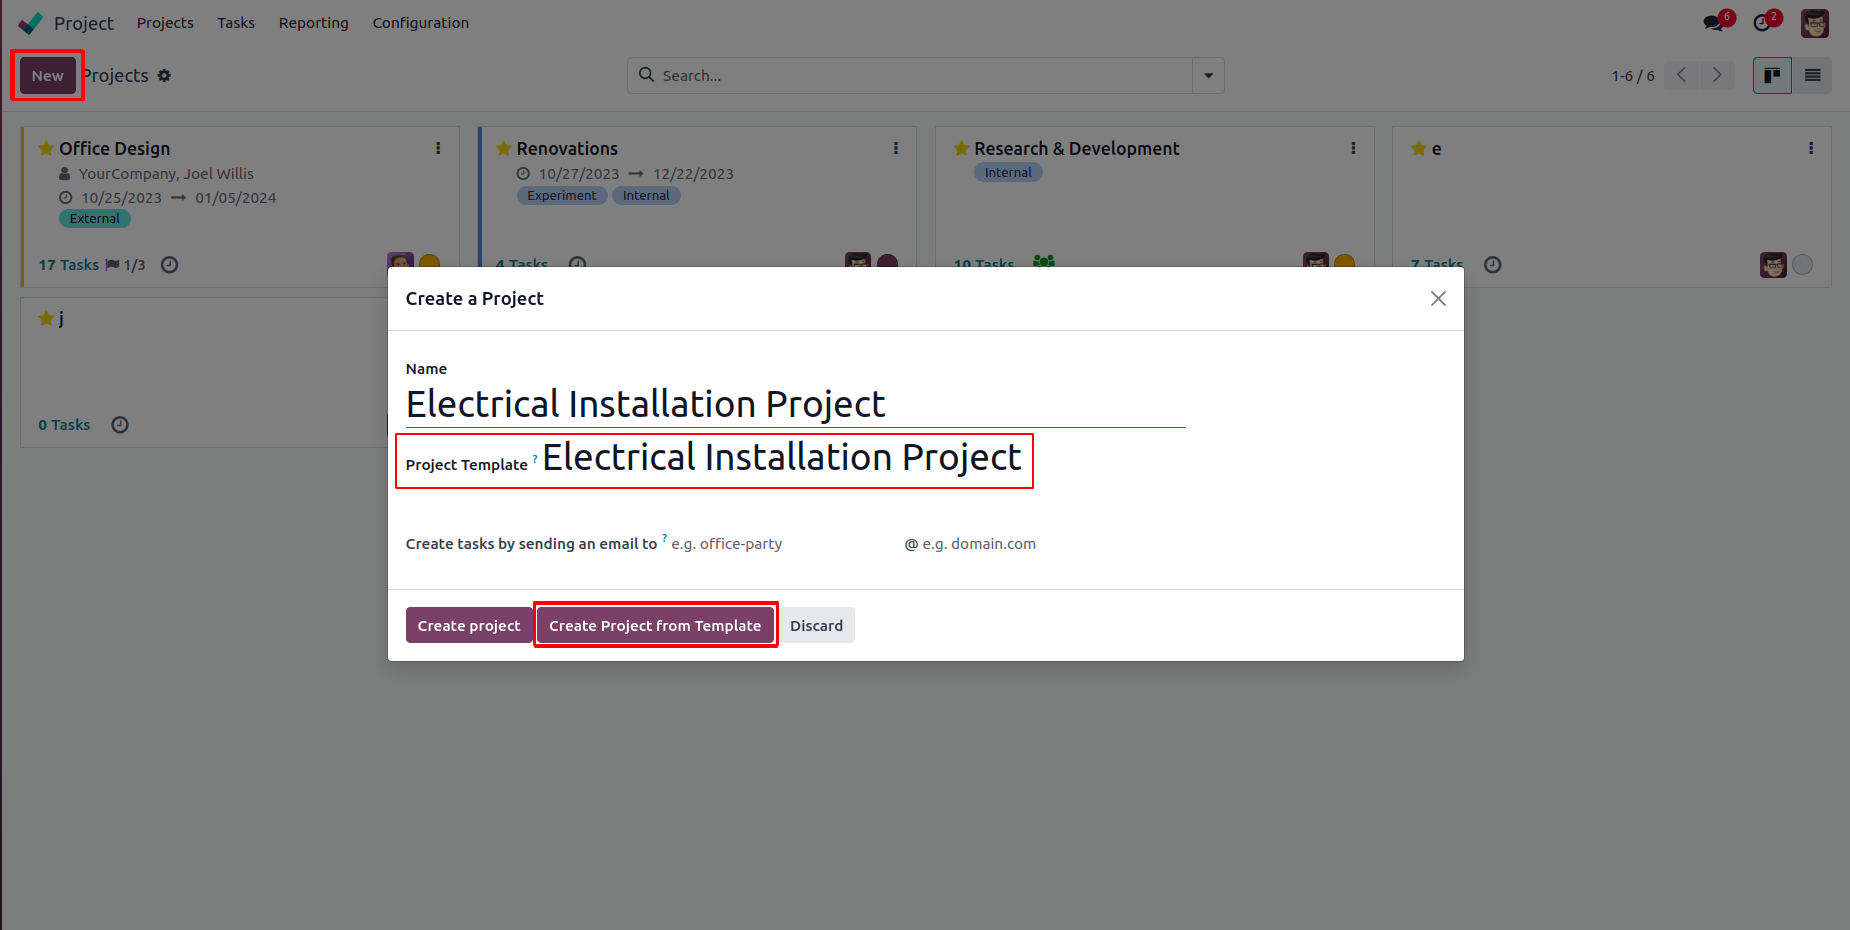 Project Projects Tasks Reporting Configuration 6 2
New Projects Search... 1-6 / 6
Office Design
YourCompany, Joel Willis
10/25/2023 → 01/05/2024
External
17 Tasks 1/3
Renovations
10/27/2023 → 12/22/2023
Experiment Internal
4 Tasks
Research & Development
Internal
10 Tasks
e
7 Tasks
j
0 Tasks
Create a Project
Name
Electrical Installation Project
Project Template ? Electrical Installation Project
Create tasks by sending an email to ? e.g. office-party @ e.g. domain.com
Create project Create Project from Template Discard